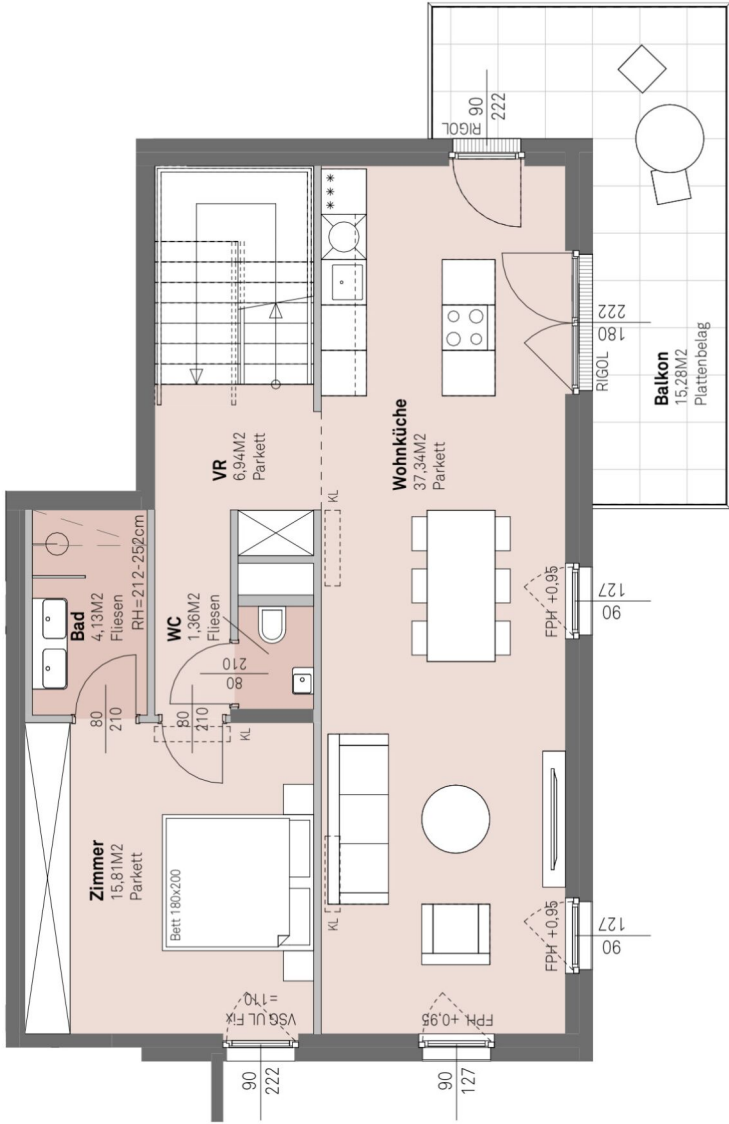 90
222
RIGOL
***
VR
6,94M2
Parkett
Wohnküche
37,34M2
Parkett
RIGOL
180
222
Balkon
15,28M2
Plattenbelag
Bad
4,13M2
Fliesen
RH=212-252cm
WC
1,36M2
Fliesen
80
210
80
210
80
210
KL
KL
KL
Zimmer
15,81M2
Parkett
Bett 180x200
FPH +0,95
90
127
FPH +0,95
90
127
VSG UL Fix
=110
90
222
FPH +0,95
90
127